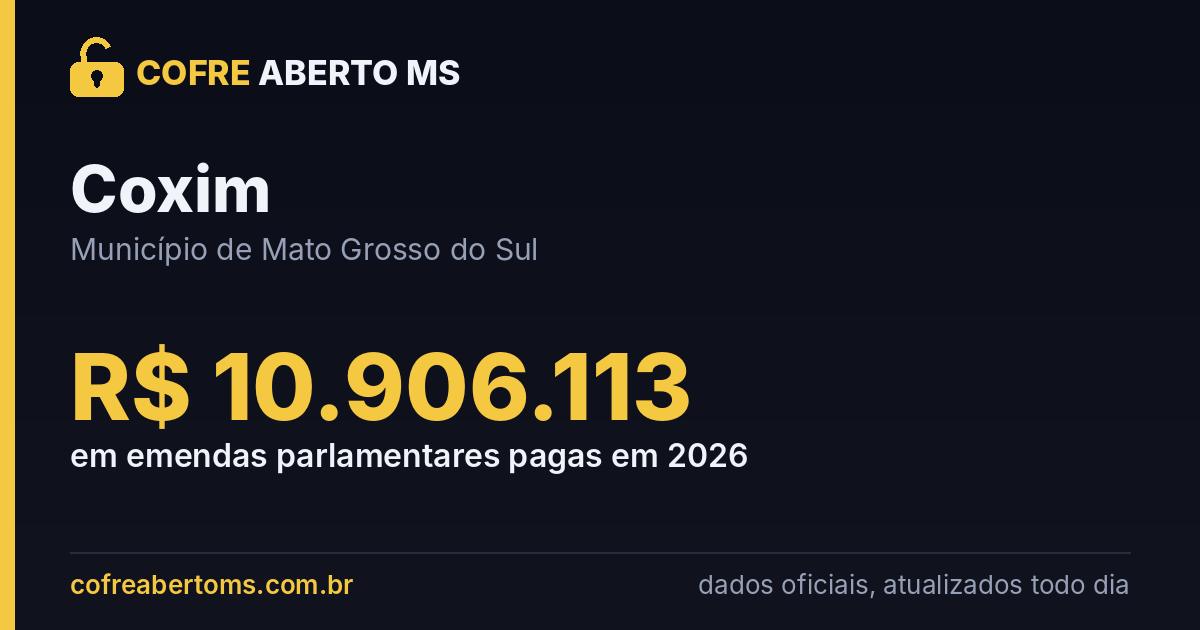 COFRE ABERTO MS
Coxim
Município de Mato Grosso do Sul
R$ 10.906.113
em emendas parlamentares pagas em 2026
cofreabertoms.com.br
dados oficiais, atualizados todo dia